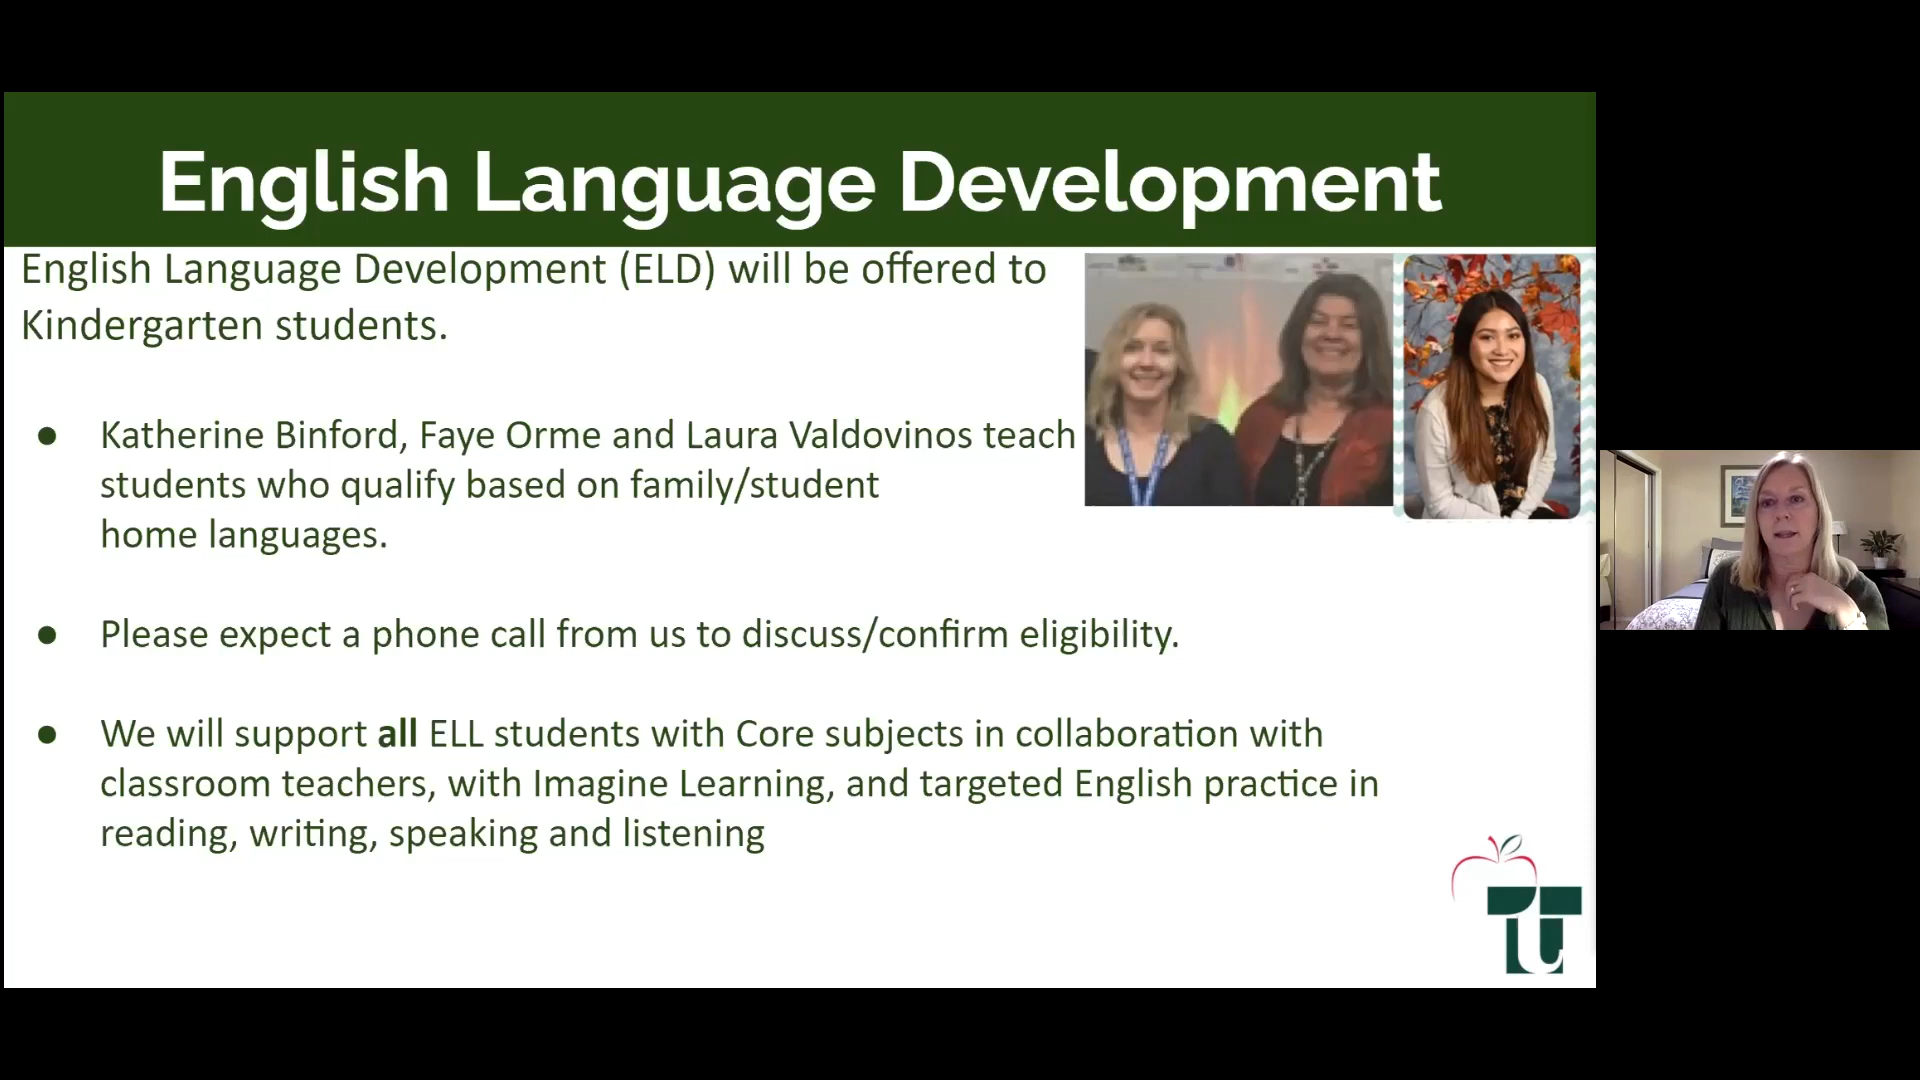 English Language Development
English Language Development (ELD) will be offered to
Kindergarten students.
● Katherine Binford, Faye Orme and Laura Valdovinos teach
students who qualify based on family/student
home languages.
● Please expect a phone call from us to discuss/confirm eligibility.
● We will support all ELL students with Core subjects in collaboration with
classroom teachers, with Imagine Learning, and targeted English practice in
reading, writing, speaking and listening